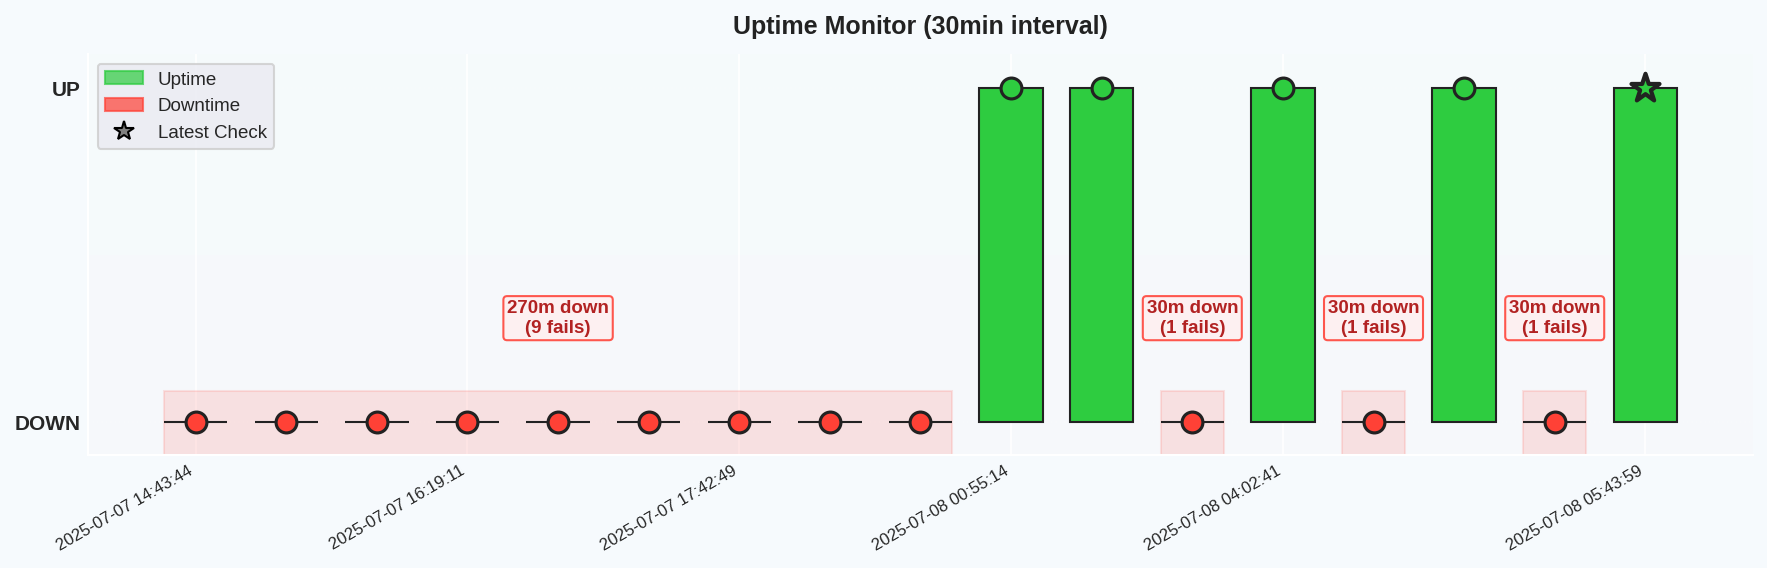 Uptime Monitor (30min interval)
UP
Uptime
Downtime
Latest Check
270m down
(9 fails)
30m down
(1 fails)
30m down
(1 fails)
30m down
(1 fails)
DOWN
2025-07-07 14:43:44
2025-07-07 16:19:11
2025-07-07 17:42:49
2025-07-08 00:55:14
2025-07-08 04:02:41
2025-07-08 05:43:59